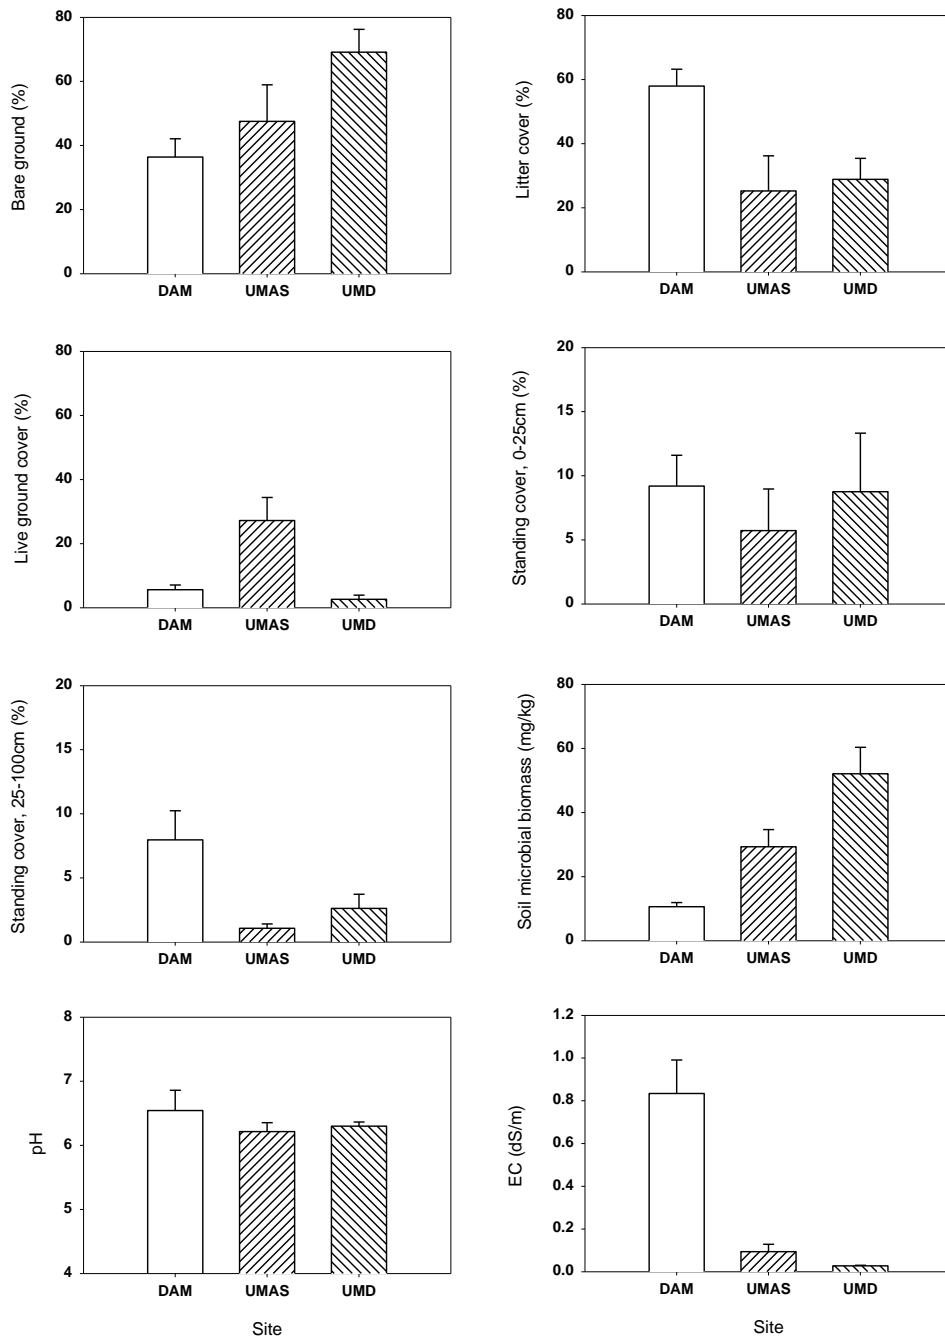 Bare ground (%)
80
60
40
20
0
DAM UMAS UMD
Litter cover (%)
80
60
40
20
0
DAM UMAS UMD
Live ground cover (%)
80
60
40
20
0
DAM UMAS UMD
Standing cover, 0-25cm (%)
20
15
10
5
0
DAM UMAS UMD
Standing cover, 25-100cm (%)
20
15
10
5
0
DAM UMAS UMD
Soil microbial biomass (mg/kg)
80
60
40
20
0
DAM UMAS UMD
pH
8
7
6
5
4
DAM UMAS UMD
Site
EC (dS/m)
1.2
1.0
0.8
0.6
0.4
0.2
0.0
DAM UMAS UMD
Site